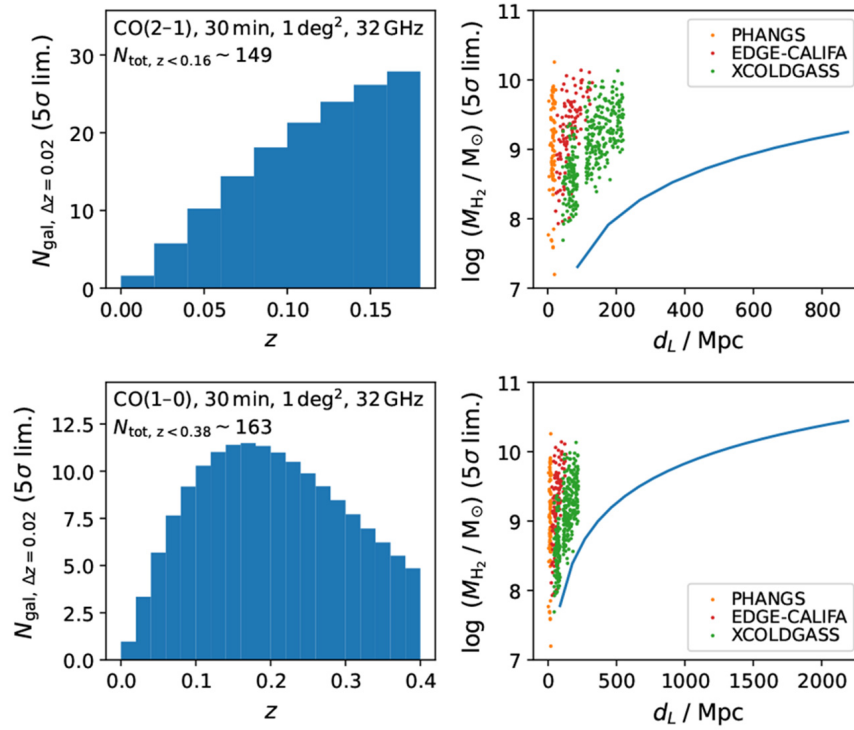 CO(2–1), 30 min, 1 deg², 32 GHz
N_tot, z<0.16 ~ 149
N_gal, Δz=0.02 (5σ lim.)
30
20
10
0
0.00 0.05 0.10 0.15
z
PHANGS
EDGE-CALIFA
XCOLDGASS
log (M_H₂ / M_⊙) (5σ lim.)
11
10
9
8
7
0 200 400 600 800
d_L / Mpc
CO(1–0), 30 min, 1 deg², 32 GHz
N_tot, z<0.38 ~ 163
N_gal, Δz=0.02 (5σ lim.)
12.5
10.0
7.5
5.0
2.5
0.0
0.0 0.1 0.2 0.3 0.4
z
log (M_H₂ / M_⊙) (5σ lim.)
11
10
9
8
7
PHANGS
EDGE-CALIFA
XCOLDGASS
0 500 1000 1500 2000
d_L / Mpc